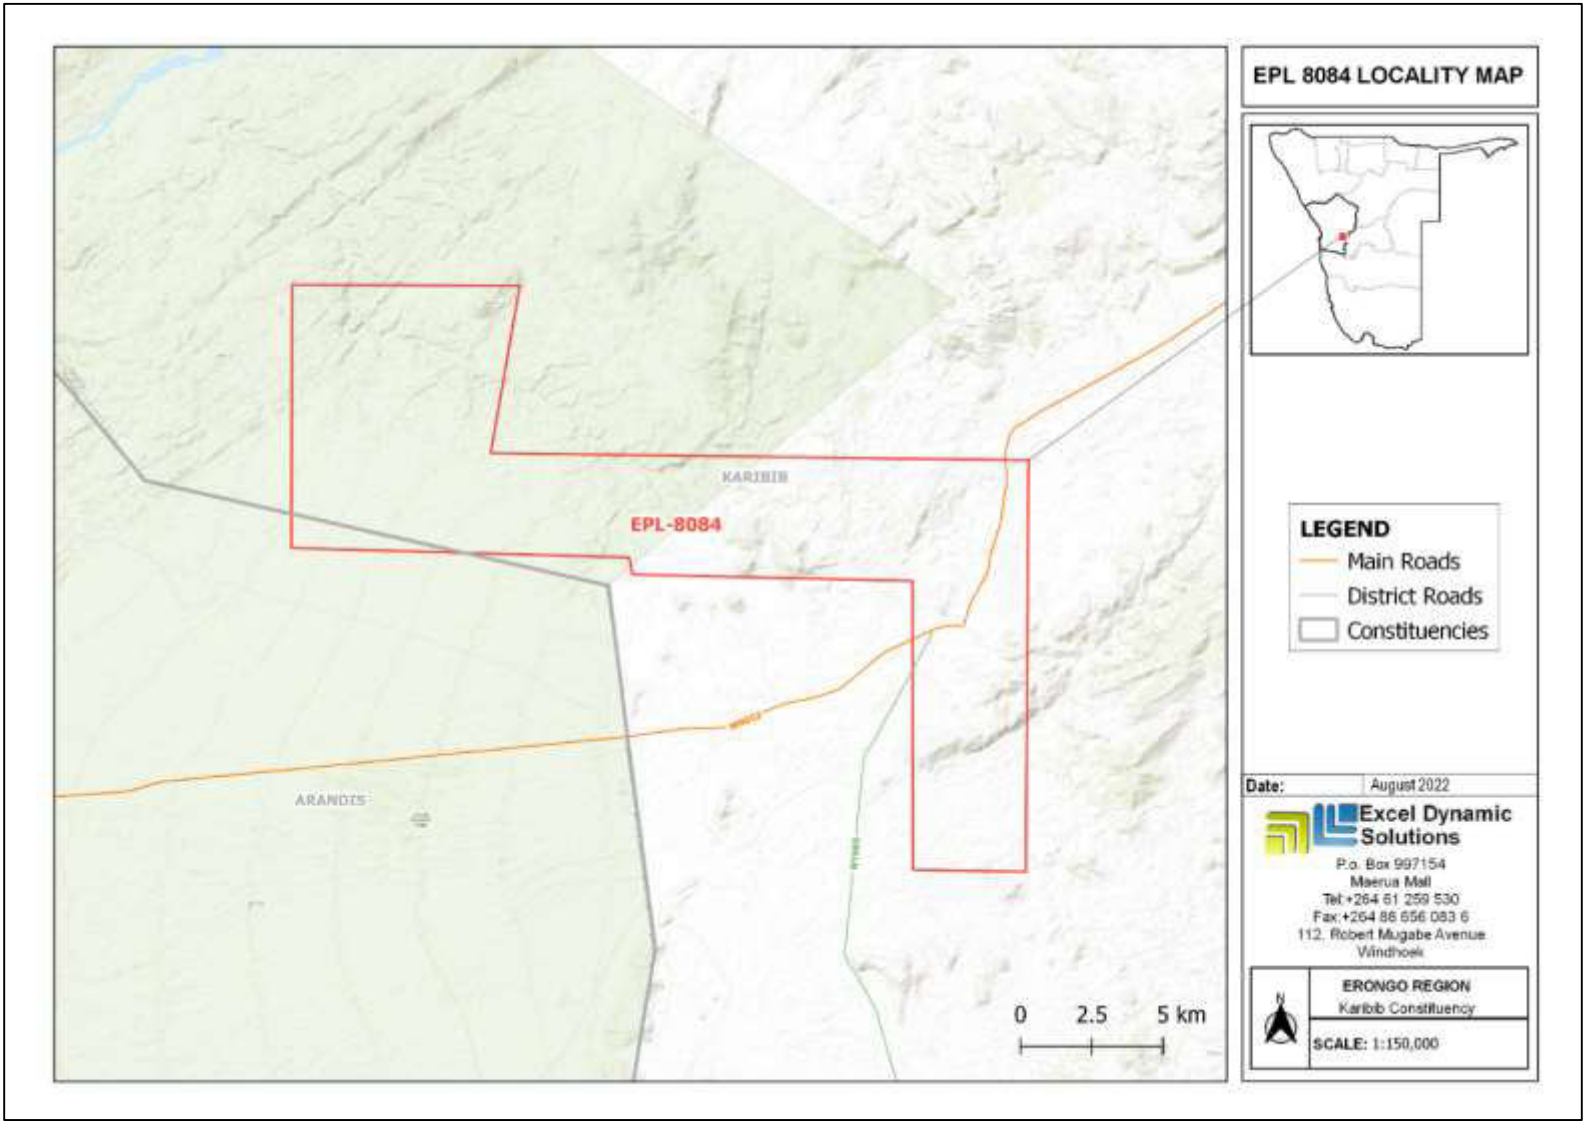 EPL 8084 LOCALITY MAP
KARIBIB
EPL-8084
ARANDIS
0 2.5 5 km
LEGEND
Main Roads
District Roads
Constituencies
Date: August 2022
Excel Dynamic
Solutions
P.o. Box 997154
Maerua Mall
Tel:+264 61 259 530
Fax:+264 88 656 083 6
112, Robert Mugabe Avenue
Windhoek
N
ERONGO REGION
Karibib Constituency
SCALE: 1:150,000